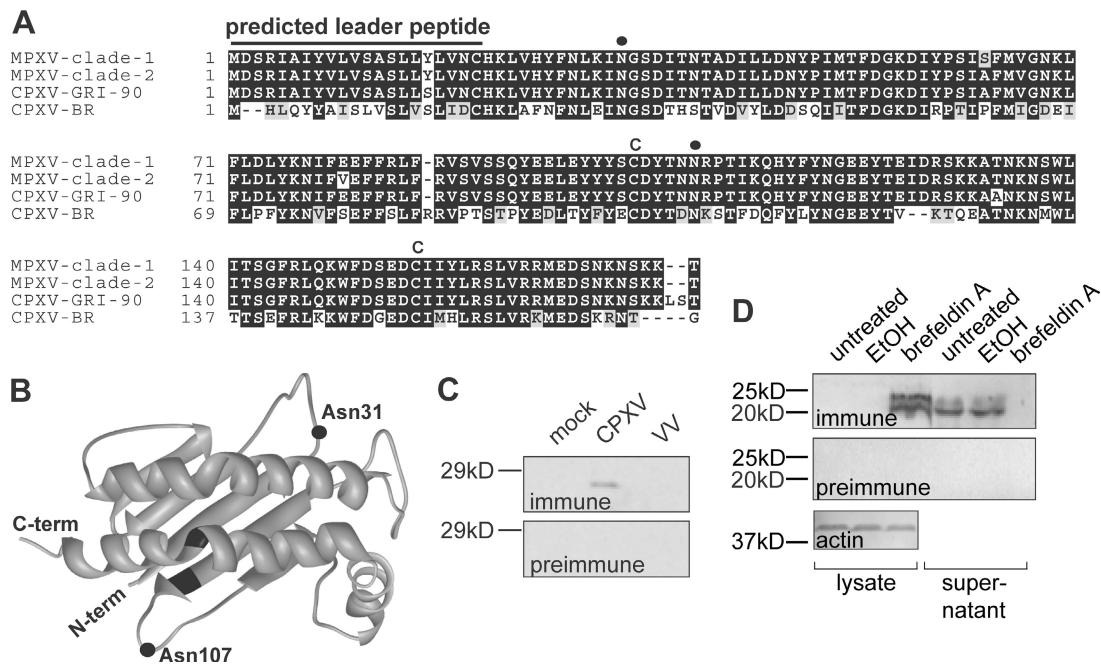 A
predicted leader peptide
MPXV-clade-1 1 MDSRIAIYVLVSASLLYLVNCHKLVHYFNLKINGSDITNTADILLDNYPIMTFDGKDIYPSISFMVGNKL
MPXV-clade-2 1 MDSRIAIYVLVSASLLYLVNCHKLVHYFNLKINGSDITNTADILLDNYPIMTFDGKDIYPSIAFMVGNKL
CPXV-GRI-90 1 MDSRIAIYVLVSASLLSLVNCHKLVHYFNLKINGSDITNTADILLDNYPIMTFDGKDIYPSIAFMVGNKL
CPXV-BR 1 M--HLQYYAISLVSLVSLIDCHKLAFNFNLEINGSDTHSTVDVYLDDSQIITFDGKDIRPTIPFMIGDEI
C
MPXV-clade-1 71 FLDLYKNIFEEFFRLF-RVSVSSQYEELEYYYSCDYTNNRPTIKQHYFYNGEEYTEIDRSKKATNKNSWL
MPXV-clade-2 71 FLDLYKNIFVEFFRLF-RVSVSSQYEELEYYYSCDYTNNRPTIKQHYFYNGEEYTEIDRSKKATNKNSWL
CPXV-GRI-90 71 FLDLYKNIFEEFFRLF-RVSVSSQYEELEYYYSCDYTNNRPTIKQHYFYNGEEYTEIDRSKKAANKNSWL
CPXV-BR 69 FLPFYKNVFSEFFSLFRRVPTSTPYEDLTYFYECDYTDNKSTFDQFYLYNGEEYTV--KTQEATNKNMWL
C
MPXV-clade-1 140 ITSGFRLQKWFDSEDCIIYLRSLVRRMEDSNKNSKK--T
MPXV-clade-2 140 ITSGFRLQKWFDSEDCIIYLRSLVRRMEDSNKNSKK--T
CPXV-GRI-90 140 ITSGFRLQKWFDSEDCIIYLRSLVRRMEDSNKNSKKLST
CPXV-BR 137 TTSEFRLKKWFDGEDCIMHLRSLVRKMEDSKRNT----G
B
Asn31
C-term
N-term
Asn107
C
mock
CPXV
VV
29kD
immune
29kD
preimmune
D
untreated
EtOH
brefeldin A
untreated
EtOH
brefeldin A
25kD
20kD
immune
25kD
20kD
preimmune
37kD
actin
lysate
super-
natant